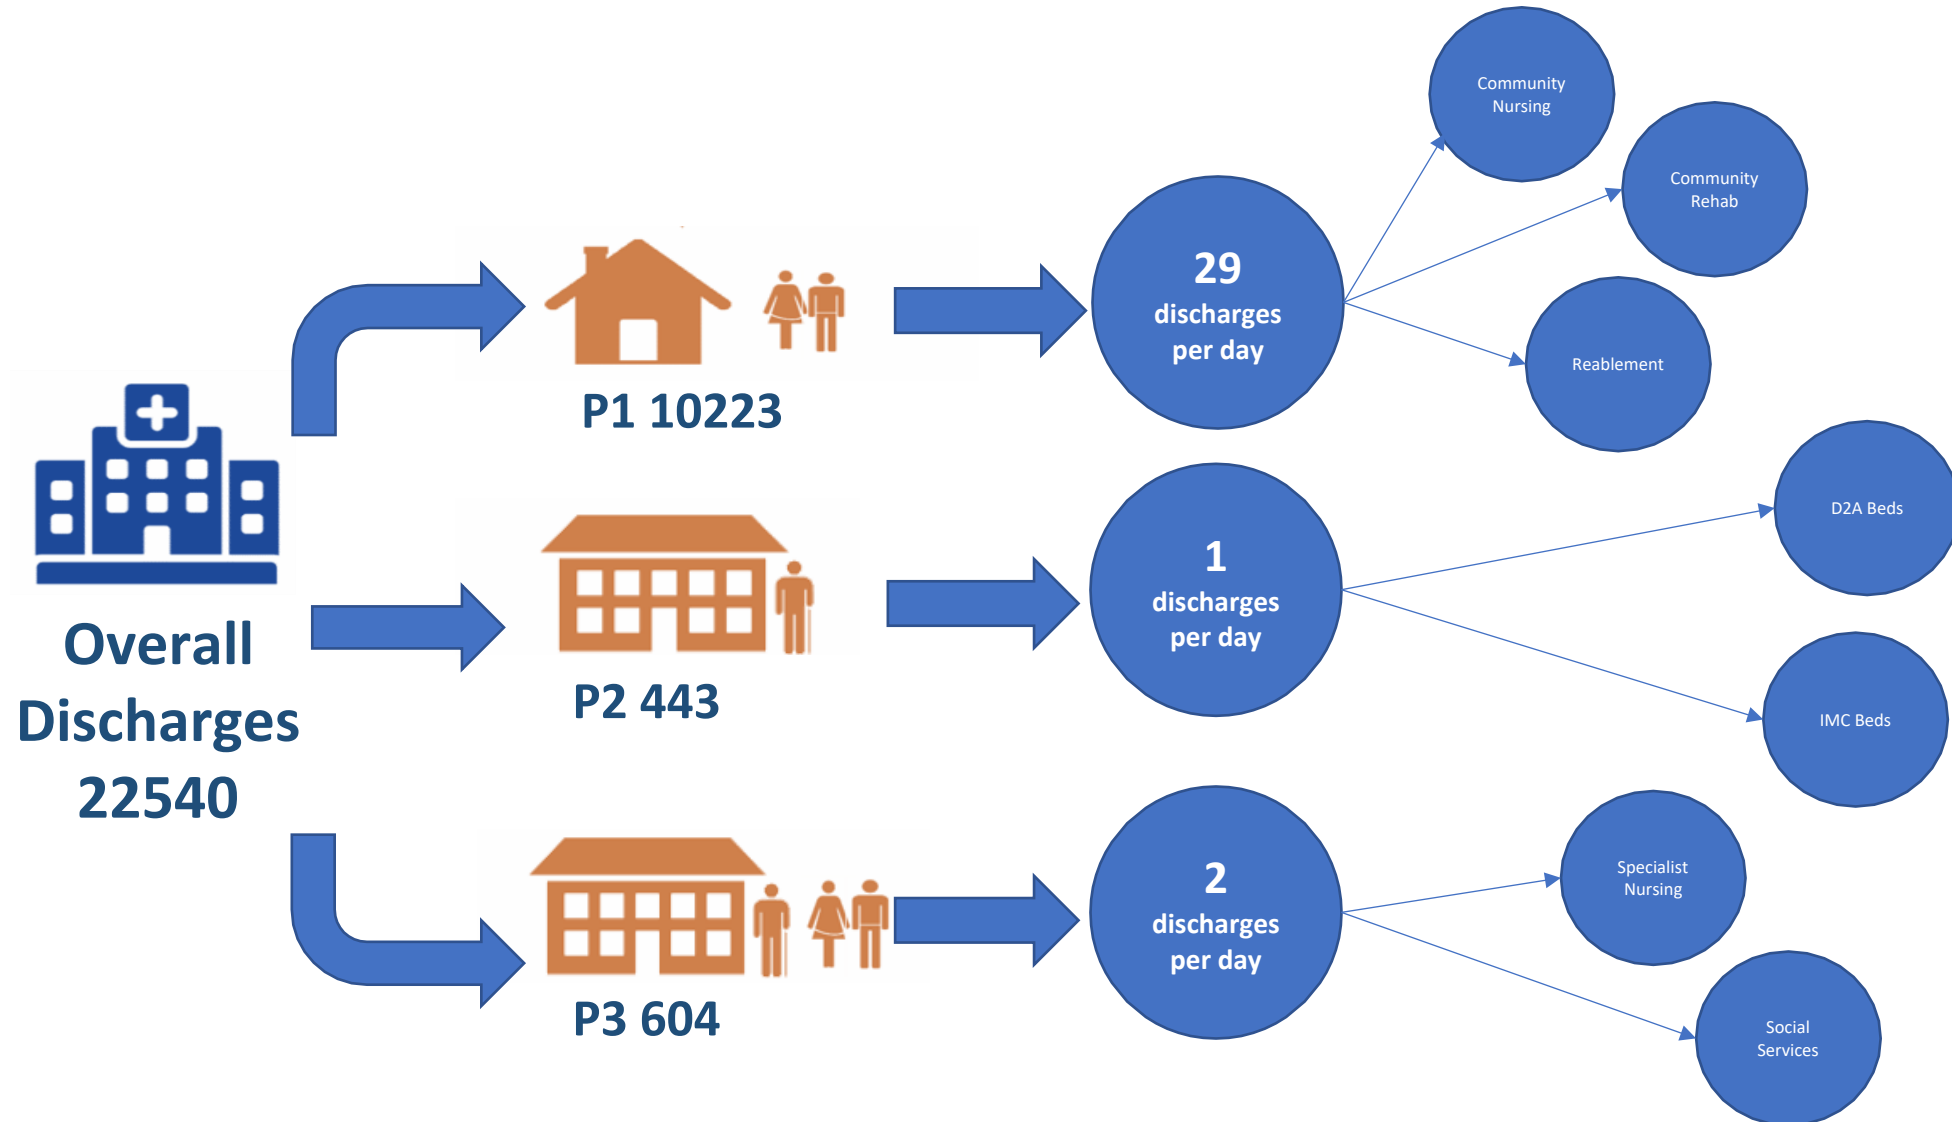 Overall
Discharges
22540
P1 10223
29
discharges
per day
Community
Nursing
Community
Rehab
Reablement
P2 443
1
discharges
per day
D2A Beds
IMC Beds
P3 604
2
discharges
per day
Specialist
Nursing
Social
Services